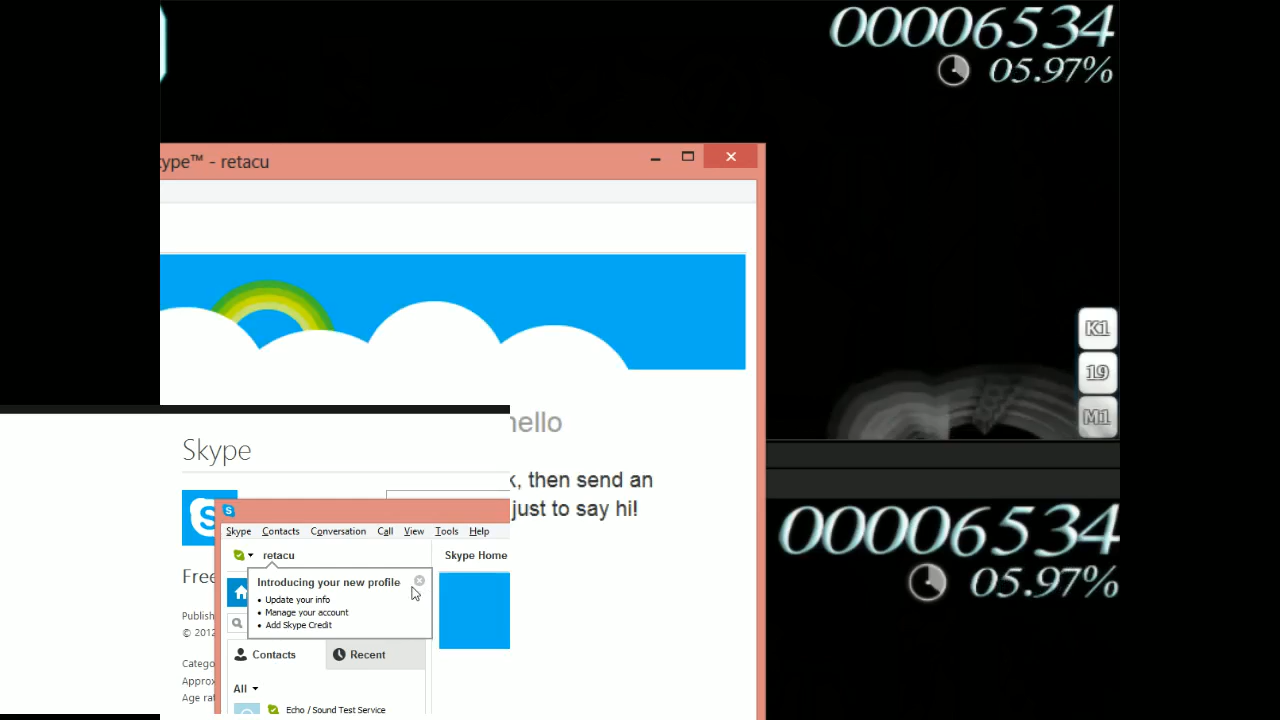 00006534
05.97%
ype™ - retacu
K1
19
M1
hello
k, then send an
just to say hi!
Skype
S
Skype Contacts Conversation Call View Tools Help
retacu
Skype Home
Introducing your new profile
• Update your info
• Manage your account
• Add Skype Credit
Contacts Recent
All
Echo / Sound Test Service
Free
Publish
© 2012
Catego
Approx
Age rat
00006534
05.97%